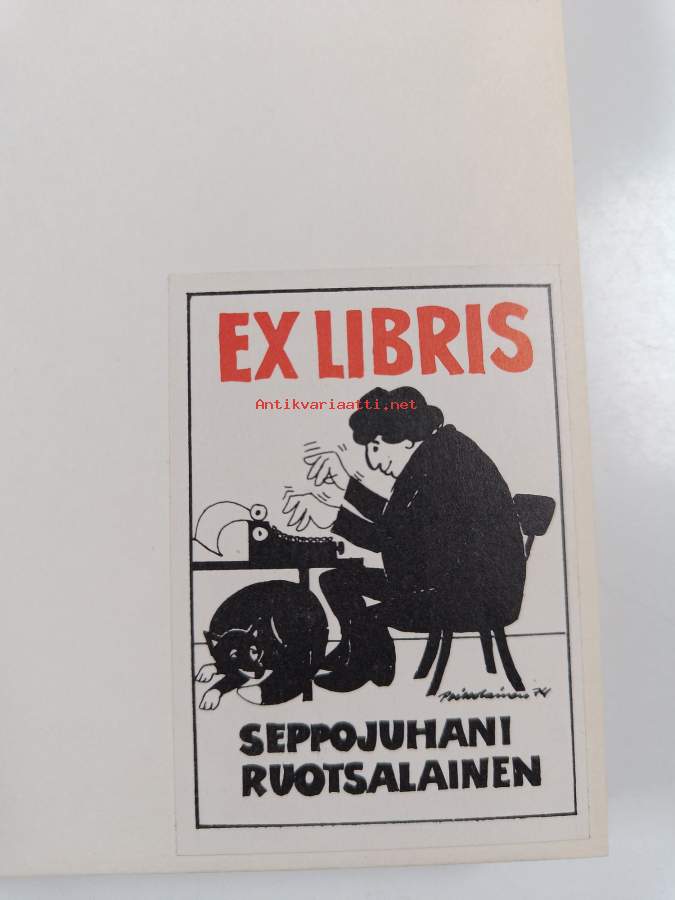 EX LIBRIS
Antikvariaatti.net
SEPPOJUHANI
RUOTSALAINEN